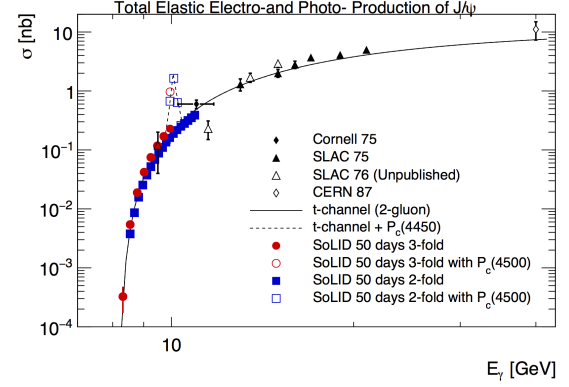 Total Elastic Electro-and Photo- Production of J/ψ
σ [nb]
10
1
10⁻¹
10⁻²
10⁻³
10⁻⁴
Cornell 75
SLAC 75
SLAC 76 (Unpublished)
CERN 87
t-channel (2-gluon)
t-channel + P_c(4450)
SoLID 50 days 3-fold
SoLID 50 days 3-fold with P_c(4500)
SoLID 50 days 2-fold
SoLID 50 days 2-fold with P_c(4500)
10
E_γ [GeV]